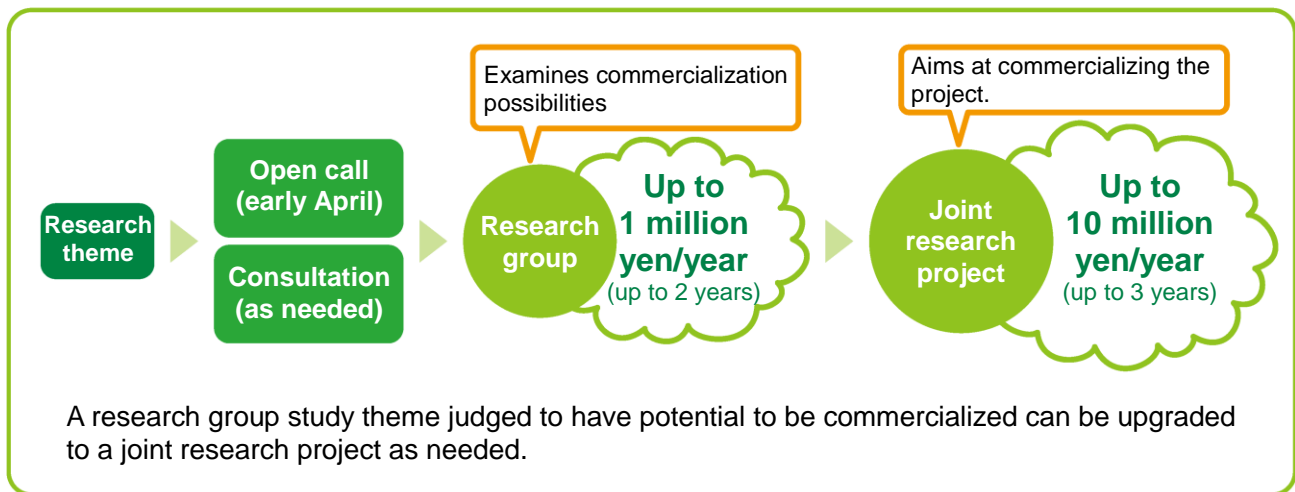 Examines commercialization
possibilities
Aims at commercializing the
project.
Research
theme
Open call
(early April)
Consultation
(as needed)
Research
group
Up to
1 million
yen/year
(up to 2 years)
Joint
research
project
Up to
10 million
yen/year
(up to 3 years)
A research group study theme judged to have potential to be commercialized can be upgraded
to a joint research project as needed.